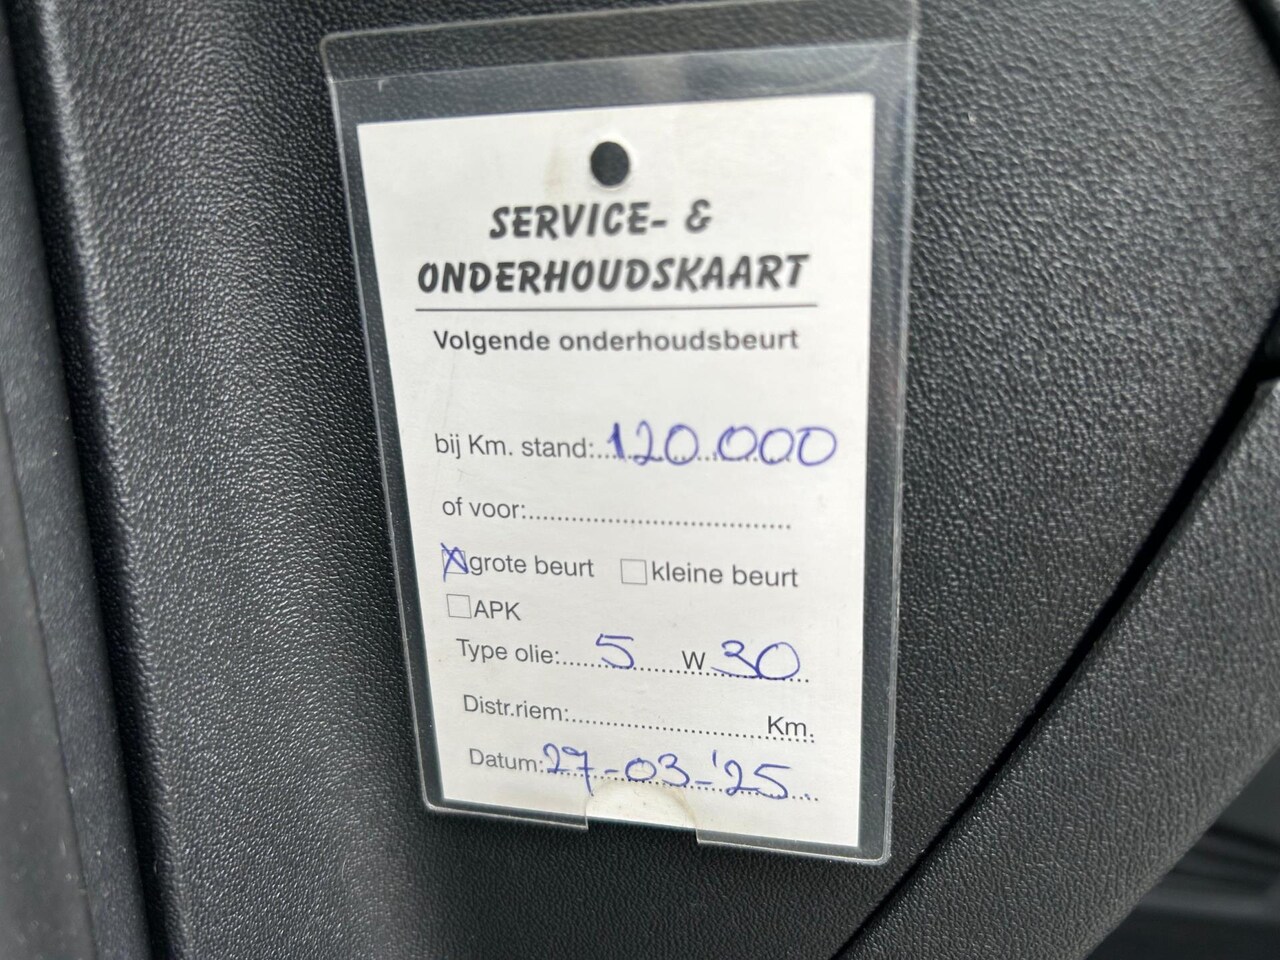 SERVICE- &
ONDERHOUDSKAART
Volgende onderhoudsbeurt
bij Km. stand:..120.000
of voor:....................................
☒ grote beurt ☐ kleine beurt
☐ APK
Type olie:......5......W 30
Distr.riem:........................... Km.
Datum: 27-03-'25